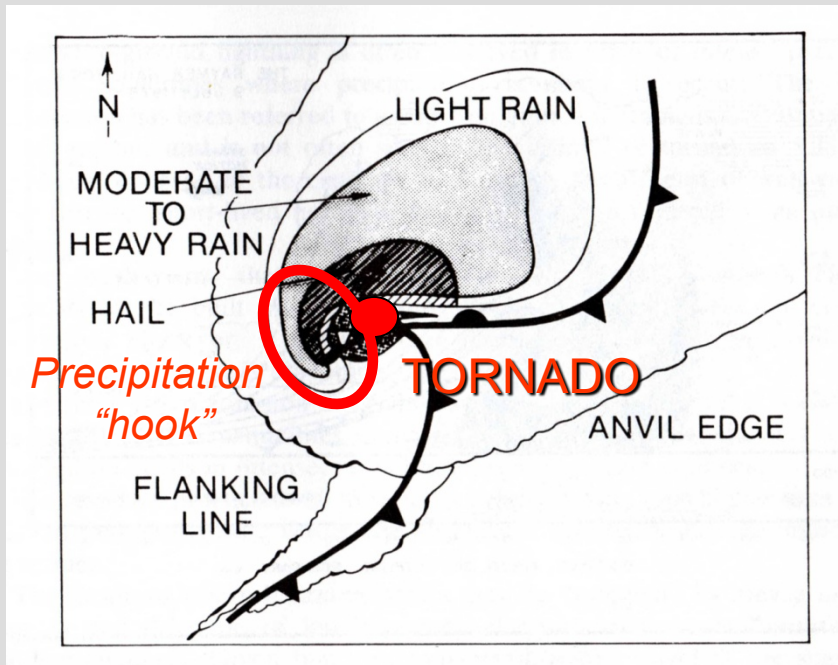 N
LIGHT RAIN
MODERATE
TO
HEAVY RAIN
HAIL
Precipitation
“hook”
TORNADO
ANVIL EDGE
FLANKING
LINE